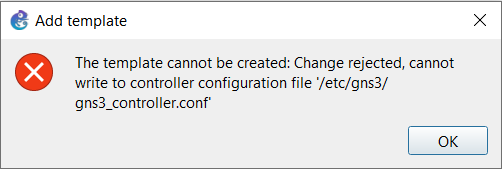 Add template
The template cannot be created: Change rejected, cannot
write to controller configuration file '/etc/gns3/
gns3_controller.conf'
OK